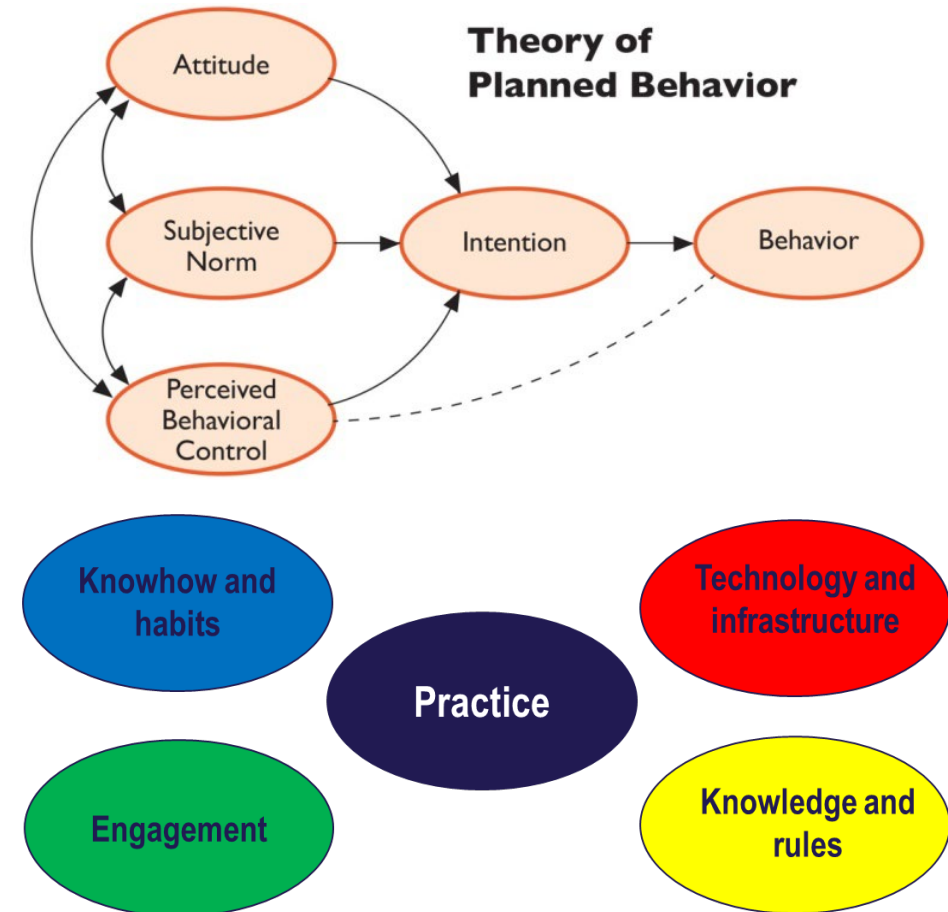 Theory of
Planned Behavior
Attitude
Subjective
Norm
Intention
Behavior
Perceived
Behavioral
Control
Knowhow and
habits
Technology and
infrastructure
Practice
Engagement
Knowledge and
rules